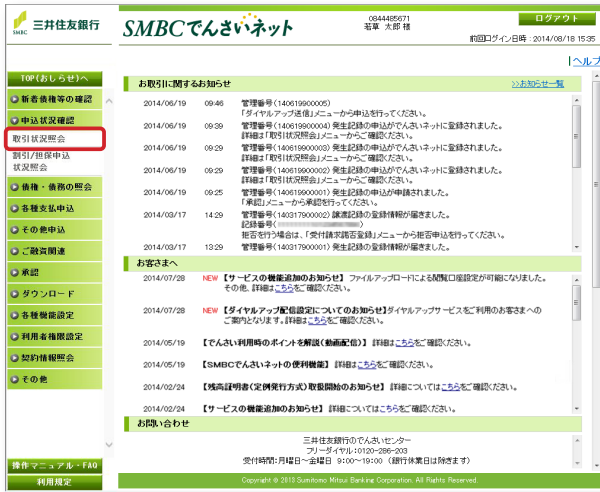 SMBC 三井住友銀行
SMBCでんさいネット
0844485671
若草 太郎 様
ログアウト
前回ログイン日時 : 2014/08/18 15:35
ヘルプ
TOP(おしらせ)へ
新着債権等の確認
申込状況確認
取引状況照会
割引/担保申込
状況照会
債権・債務の照会
各種支払申込
その他申込
ご融資関連
承認
ダウンロード
各種機能設定
利用者権限設定
契約情報照会
その他
操作マニュアル・FAQ
利用規定
お取引に関するお知らせ
>>お知らせ一覧
2014/06/19 09:46 管理番号(140619900005)
「ダイヤルアップ送信」メニューから申込を行ってください。
2014/06/19 09:39 管理番号(140619900004) 発生記録の申込がでんさいネットに登録されました。
詳細は「取引状況照会」メニューからご確認ください。
2014/06/19 09:29 管理番号(140619900003) 発生記録の申込がでんさいネットに登録されました。
詳細は「取引状況照会」メニューからご確認ください。
2014/06/19 09:29 管理番号(140619900002) 発生記録の申込がでんさいネットに登録されました。
詳細は「取引状況照会」メニューからご確認ください。
2014/06/19 09:25 管理番号(140619900001) 発生記録の申込が申請されました。
「承認」メニューから承認を行ってください。
2014/03/17 14:29 管理番号(140317900002) 譲渡記録の登録情報が届きました。
記録番号( )
拒否を行う場合は、「受付請求諾否登録」メニューから拒否申込を行ってください。
2014/03/17 13:29 管理番号(140317900001) 発生記録の登録情報が届きました。
お客さまへ
2014/07/28 NEW 【サービスの機能追加のお知らせ】 ファイルアップロードによる閲覧口座設定が可能になりました。
その他、詳細はこちらをご確認ください。
2014/07/28 NEW 【ダイヤルアップ配信設定についてのお知らせ】ダイヤルアップサービスをご利用のお客さまへの
ご案内となります。詳細はこちらをご確認ください。
2014/05/19 【でんさい利用時のポイントを解説(動画配信)】 詳細はこちらをご確認ください。
2014/05/19 【SMBCでんさいネットの便利機能】 詳細はこちらをご確認ください。
2014/02/24 【残高証明書(定例発行方式)取扱開始のお知らせ】 詳細についてはこちらをご確認ください。
2014/02/24 【サービスの機能追加のお知らせ】 詳細についてはこちらをご確認ください。
お問い合わせ
三井住友銀行のでんさいセンター
フリーダイヤル:0120-286-203
受付時間:月曜日～金曜日 9:00～19:00 (銀行休業日は除きます)
Copyright © 2013 Sumitomo Mitsui Banking Corporation. All Rights Reserved.